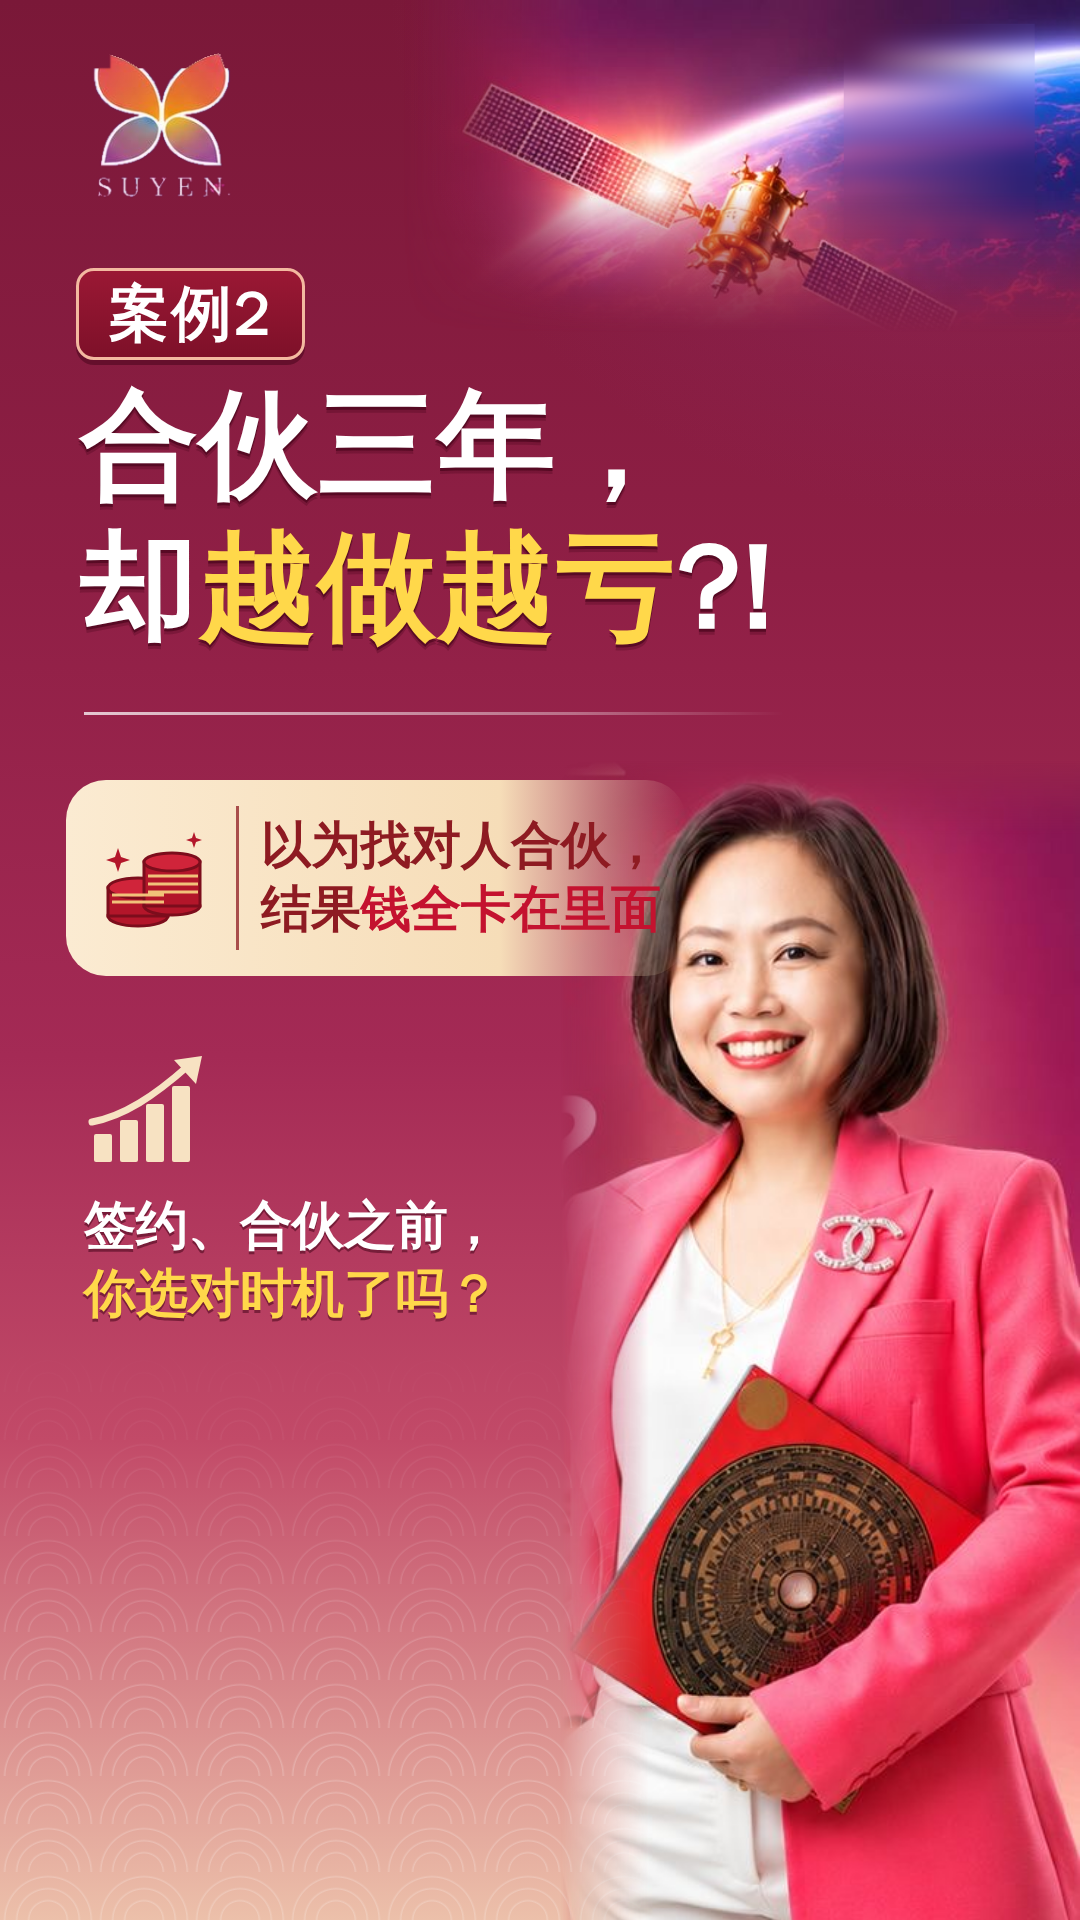 SUYEN.
案例2
合伙三年，
却越做越亏?!
以为找对人合伙，
结果钱全卡在里面
签约、合伙之前，
你选对时机了吗？